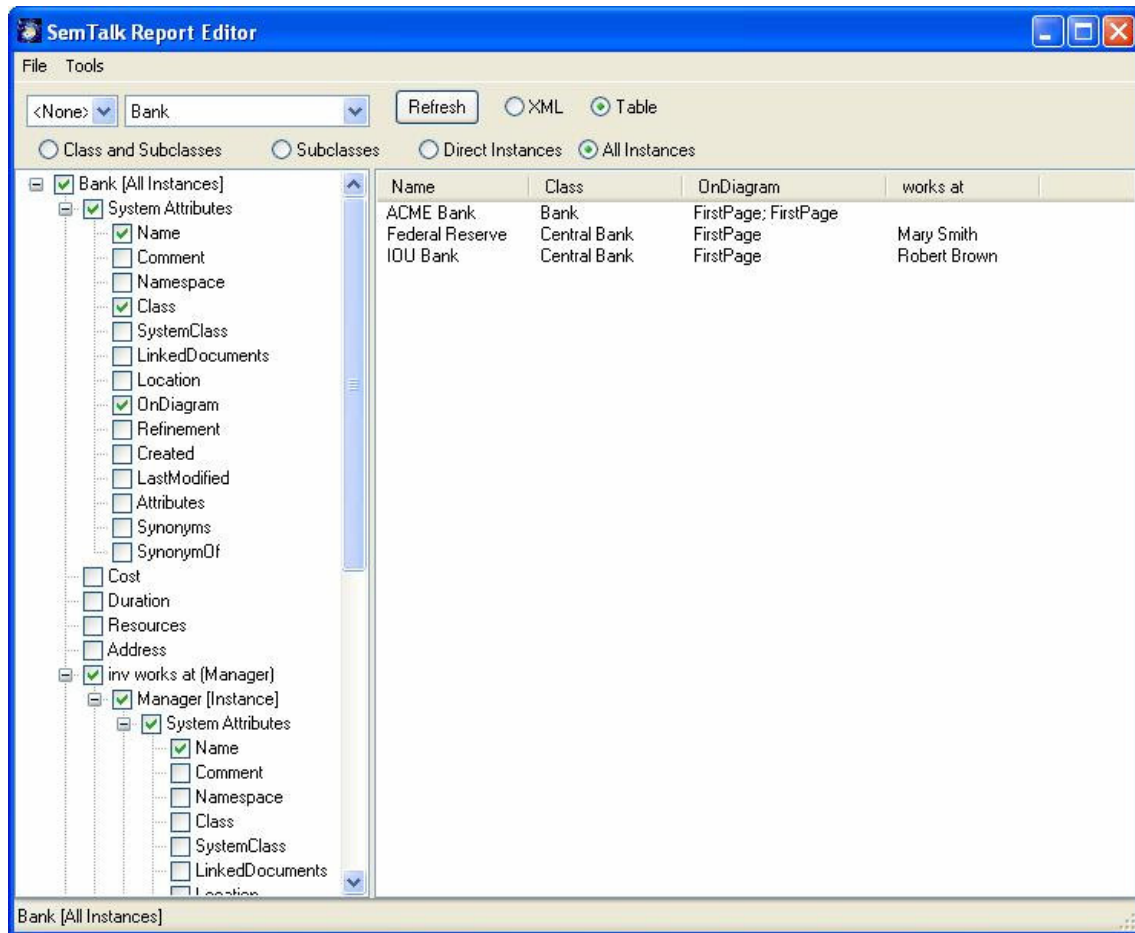 SemTalk Report Editor
File Tools
<None> Bank Refresh XML Table
Class and Subclasses Subclasses Direct Instances All Instances
Bank [All Instances]
System Attributes
Name
Comment
Namespace
Class
SystemClass
LinkedDocuments
Location
OnDiagram
Refinement
Created
LastModified
Attributes
Synonyms
SynonymOf
Cost
Duration
Resources
Address
inv works at (Manager)
Manager [Instance]
System Attributes
Name
Comment
Namespace
Class
SystemClass
LinkedDocuments
Location
Name Class OnDiagram works at
ACME Bank Bank FirstPage; FirstPage
Federal Reserve Central Bank FirstPage Mary Smith
IOU Bank Central Bank FirstPage Robert Brown
Bank [All Instances]